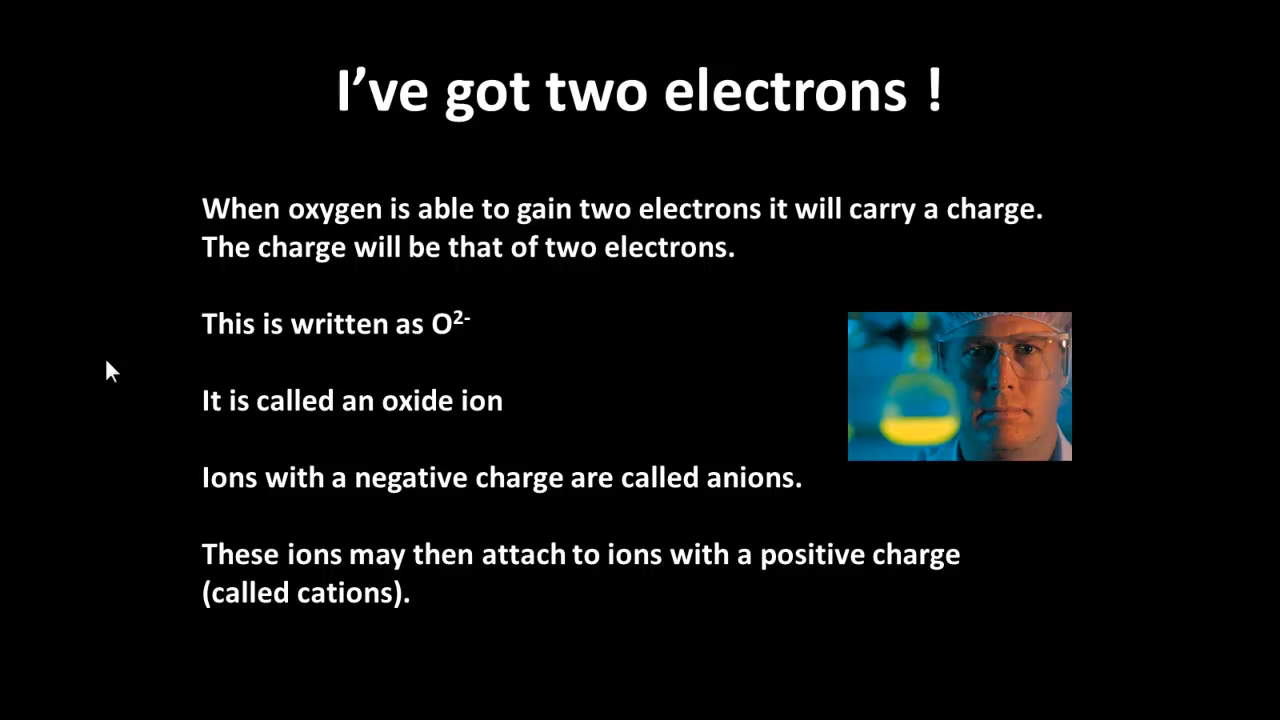 I’ve got two electrons !
When oxygen is able to gain two electrons it will carry a charge.
The charge will be that of two electrons.
This is written as O²⁻
It is called an oxide ion
Ions with a negative charge are called anions.
These ions may then attach to ions with a positive charge
(called cations).